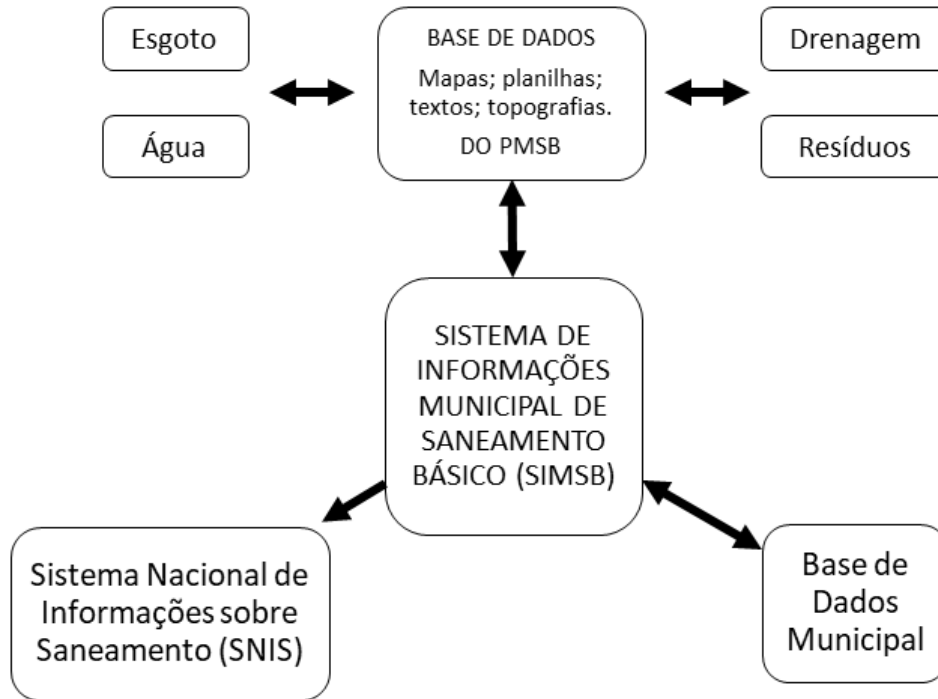 Esgoto
Água
BASE DE DADOS
Mapas; planilhas;
textos; topografias.
DO PMSB
Drenagem
Resíduos
SISTEMA DE
INFORMAÇÕES
MUNICIPAL DE
SANEAMENTO
BÁSICO (SIMSB)
Sistema Nacional de
Informações sobre
Saneamento (SNIS)
Base de
Dados
Municipal